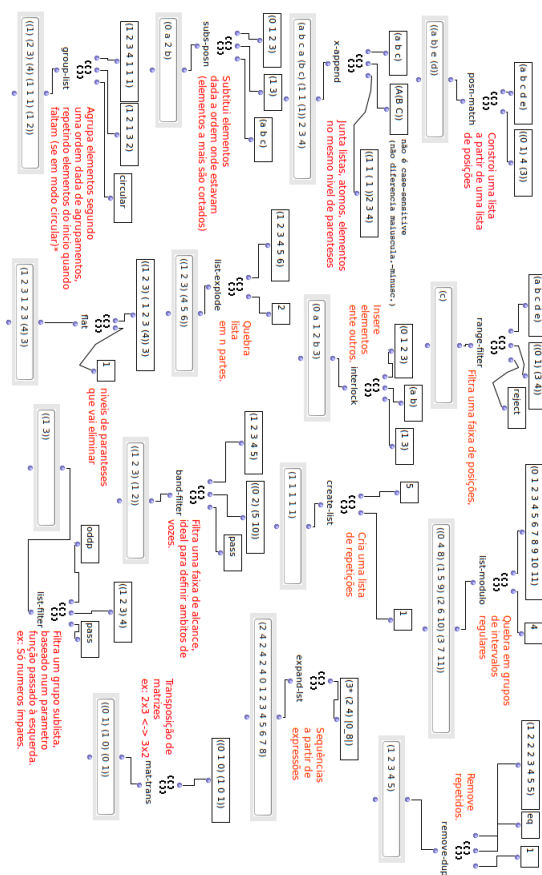 (a b c d e)
((0 1) 4 (3))
posn-match
Constroi uma lista
a partir de uma lista
de posições
((a b) e (d))
(a b c d e)
((0 1) (3 4)
reject
range-filter
Filtra uma faixa de posições.
(c)
(0 1 2 3 4 5 6 7 8 9 10 11)
4
list-modulo
Quebra em grupos
de intervalos
regulares
((0 4 8) (1 5 9) (2 6 10) (3 7 11))
(1 2 2 2 3 4 5 5)
eq
1
remove-dup
Remove
repetidos.
(1 2 3 4 5)
(a b c)
(A(B C))
((1 1 ( 1 ))2 3 4)
não é case-sensitive
(não diferencia maiuscula.-minusc.)
x-append
Junta listas, atomos, elementos
no mesmo nivel de parenteses
(a b c a (b c) (1 1 (1)) 2 3 4)
(0 1 2 3)
(a b)
(1 3)
interlock
insere
elementos
ente outros.
(0 a 1 2 b 3)
5
1
create-list
Cria uma lista
de repetições
(1 1 1 1 1)
(3* (2 4) |0_8|)
expand-lst
Sequências
a partir de
expressões
(2 4 2 4 2 4 0 1 2 3 4 5 6 7 8)
(0 1 2 3)
(1 3)
(a b c)
subs-posn
Subtitui elementos
dada a ordem onde estavam
(elementos a mais são cortados)
(0 a 2 b)
(1 2 3 4 5 6)
2
list-explode
Quebra
lista
em n partes.
((1 2 3) (4 5 6))
(1 2 3 4 5)
((0 2) (5 10))
pass
band-filter
Filtra uma faixa de alcance,
ideal para definir ambitos de
vozes.
((1 2 3) (1 2))
((0 1 0) (1 0 1))
mat-trans
Transposição de
matrizes
ex: 2x3 <-> 3x2
((0 1) (1 0) (0 1))
(1 2 3 4 1 1 1)
(1 2 1 3 2)
circular
group-list
Agrupa elementos segundo
uma ordem dada de agrupamentos,
repetindo elementos do inicio quando
faltam (se em modo circular)*
((1) (2 3) (4) (1 1 1) (1 2))
((1 2 3) ( 1 2 3 (4)) 3)
1
flat
niveis de paranteses
que vai eliminar
(1 2 3 1 2 3 (4) 3)
oddp
((1 2 3) 4)
pass
list-filter
Filtra um grupo sublista,
baseado num parametro
função passado à esquerda.
ex: Só numeros impares.
((1 3))